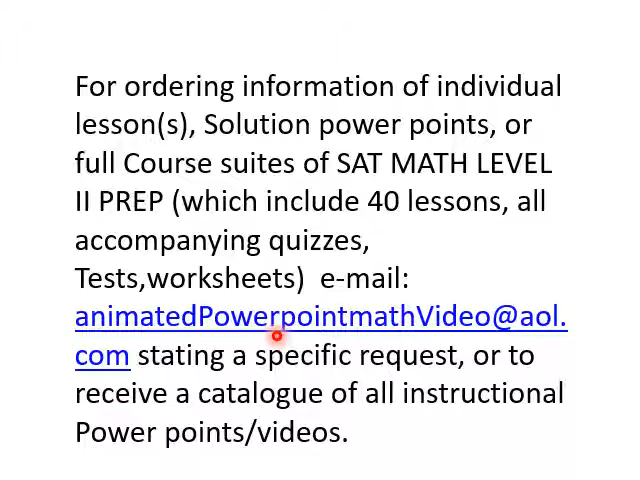 For ordering information of individual
lesson(s), Solution power points, or
full Course suites of SAT MATH LEVEL
II PREP (which include 40 lessons, all
accompanying quizzes,
Tests,worksheets)  e-mail:
animatedPowerpointmathVideo@aol.
com stating a specific request, or to
receive a catalogue of all instructional
Power points/videos.